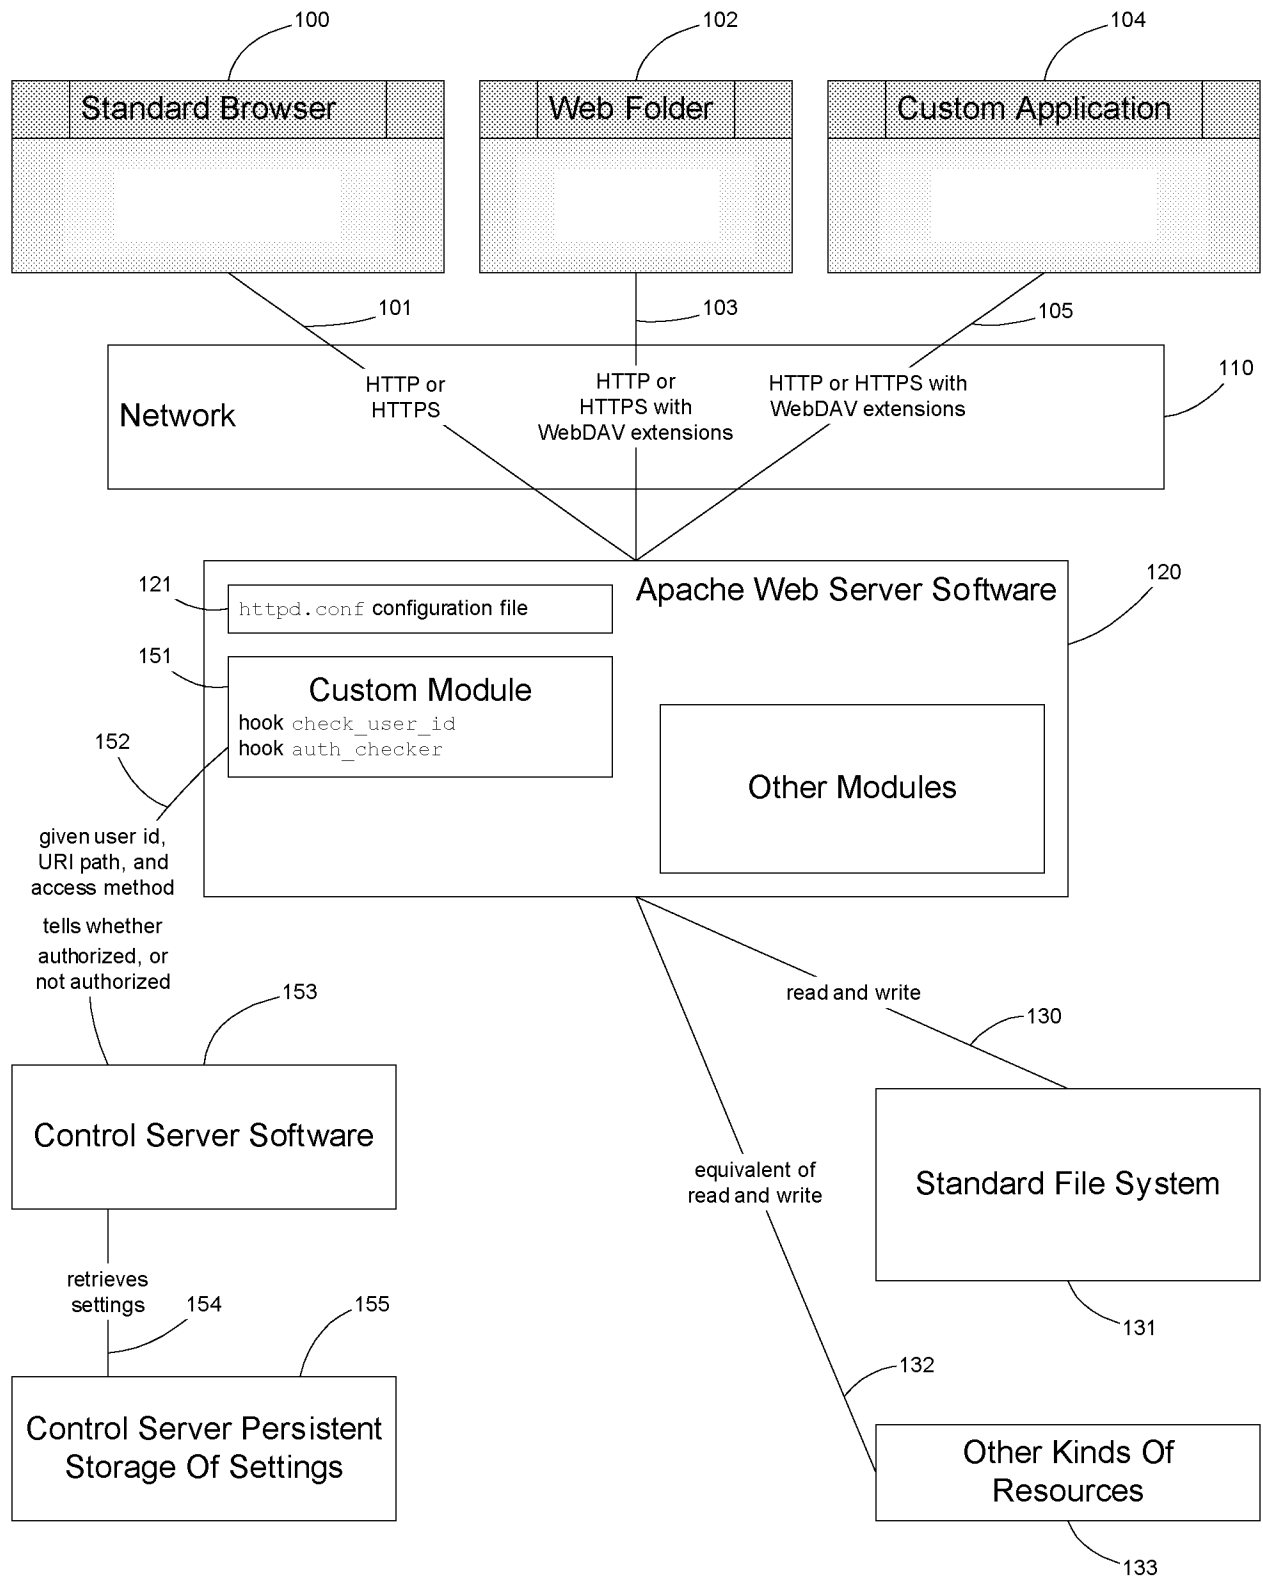 100
102
104
Standard Browser
Web Folder
Custom Application
101
103
105
110
Network
HTTP or
HTTPS
HTTP or
HTTPS with
WebDAV extensions
HTTP or HTTPS with
WebDAV extensions
120
Apache Web Server Software
121
httpd.conf configuration file
151
Custom Module
hook check_user_id
hook auth_checker
152
Other Modules
given user id,
URI path, and
access method
tells whether
authorized, or
not authorized
153
read and write
130
Control Server Software
equivalent of
read and write
Standard File System
retrieves
settings
154
155
131
132
Control Server Persistent
Storage Of Settings
Other Kinds Of
Resources
133